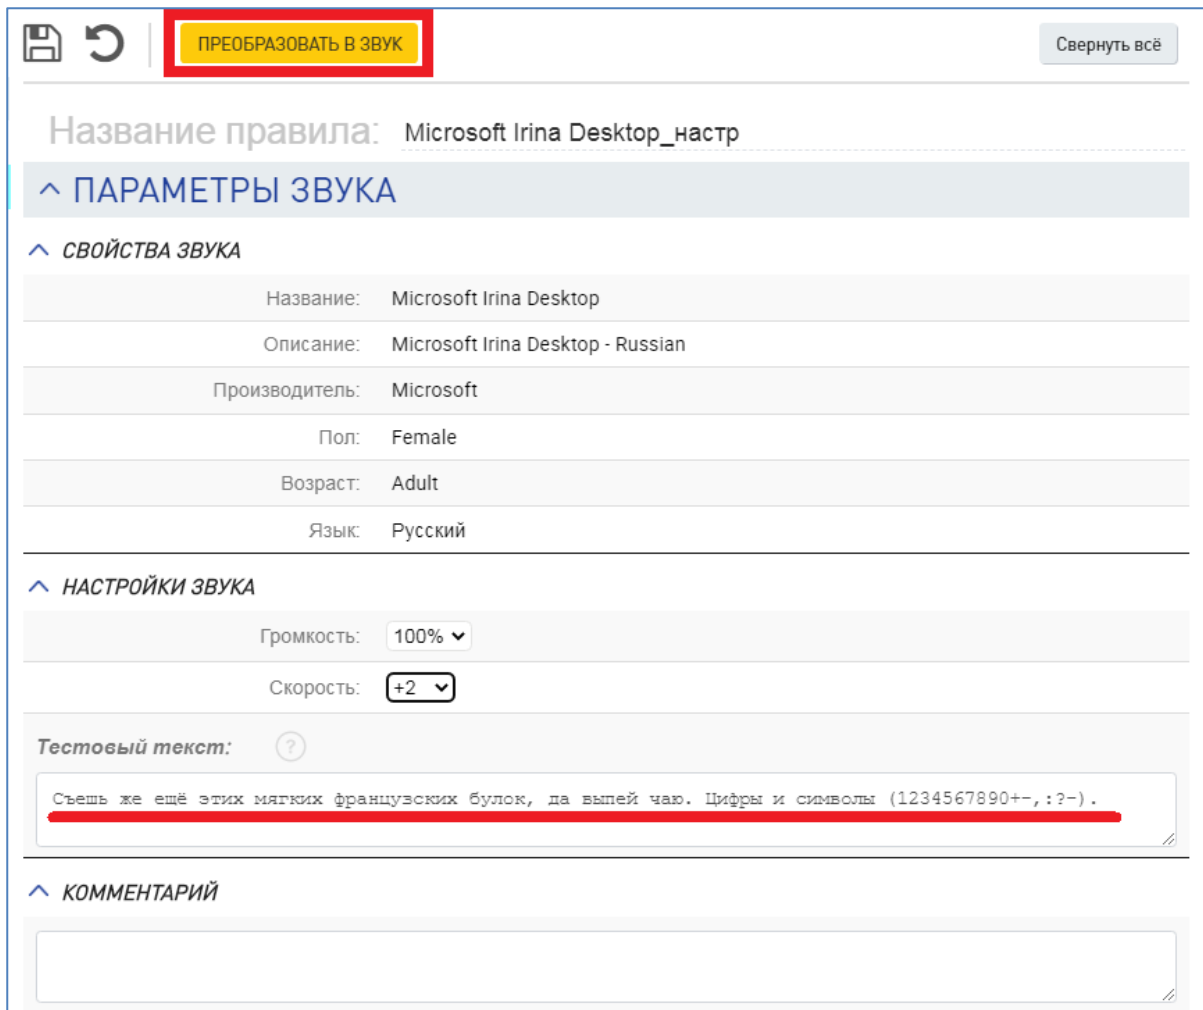 ПРЕОБРАЗОВАТЬ В ЗВУК
Свернуть всё
Название правила: Microsoft Irina Desktop_настр
ПАРАМЕТРЫ ЗВУКА
СВОЙСТВА ЗВУКА
Название: Microsoft Irina Desktop
Описание: Microsoft Irina Desktop - Russian
Производитель: Microsoft
Пол: Female
Возраст: Adult
Язык: Русский
НАСТРОЙКИ ЗВУКА
Громкость: 100%
Скорость: +2
Тестовый текст: ?
Съешь же ещё этих мягких французских булок, да выпей чаю. Цифры и символы (1234567890+-,:?-).
КОММЕНТАРИЙ